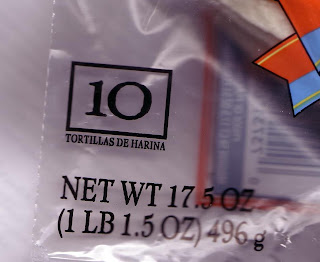 10
TORTILLAS DE HARINA
NET WT 17.5 OZ
(1 LB 1.5 OZ) 496 g